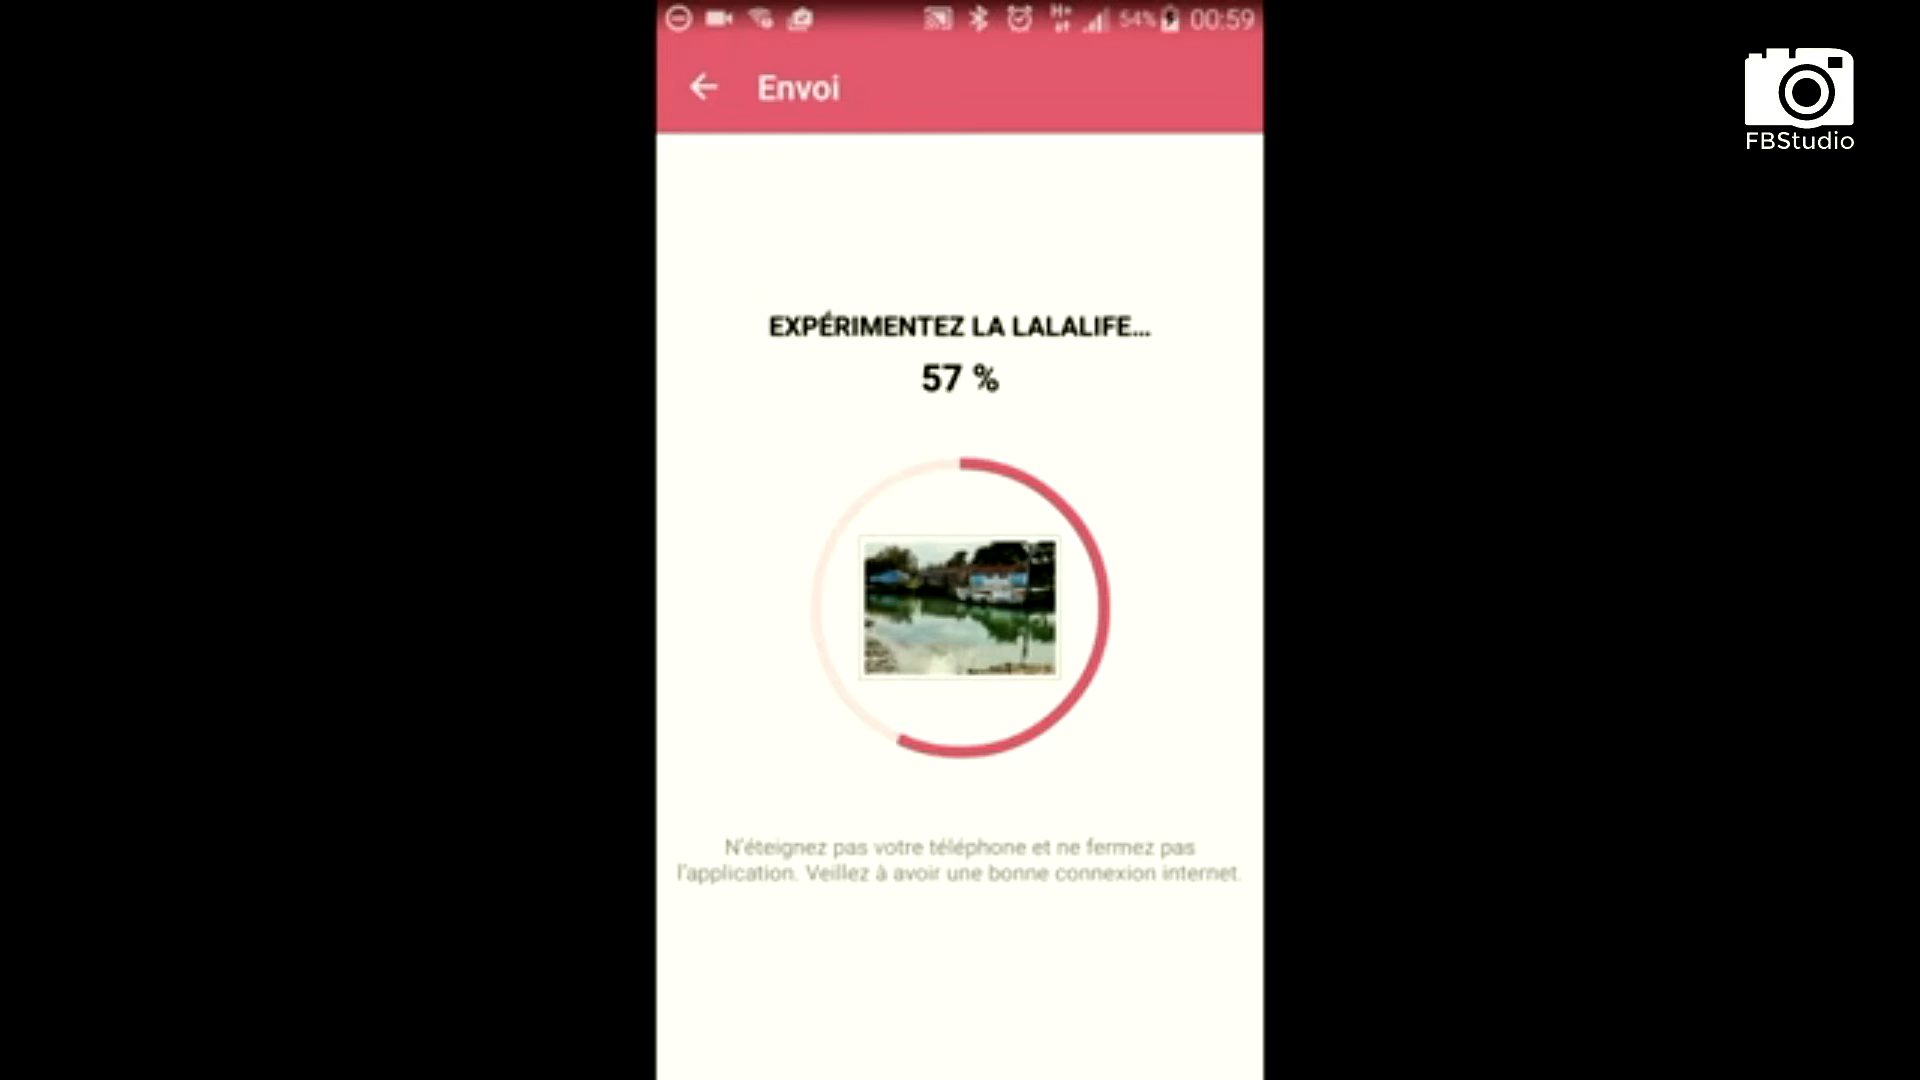 H+
54%
00:59
Envoi
FBStudio
EXPÉRIMENTEZ LA LALALIFE...
57 %
N'éteignez pas votre téléphone et ne fermez pas
l'application. Veillez à avoir une bonne connexion internet.